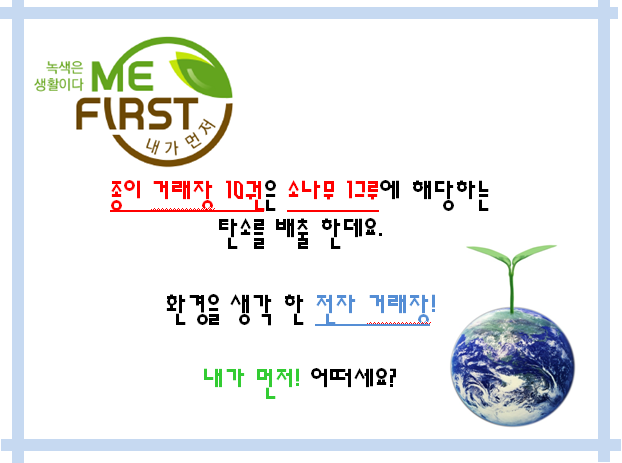 녹색은
생활이다
ME
FIRST
내가 먼저
종이 거래장 10권은 소나무 1그루에 해당하는
탄소를 배출 한데요.
환경을 생각 한 전자 거래장!
내가 먼저! 어떠세요?